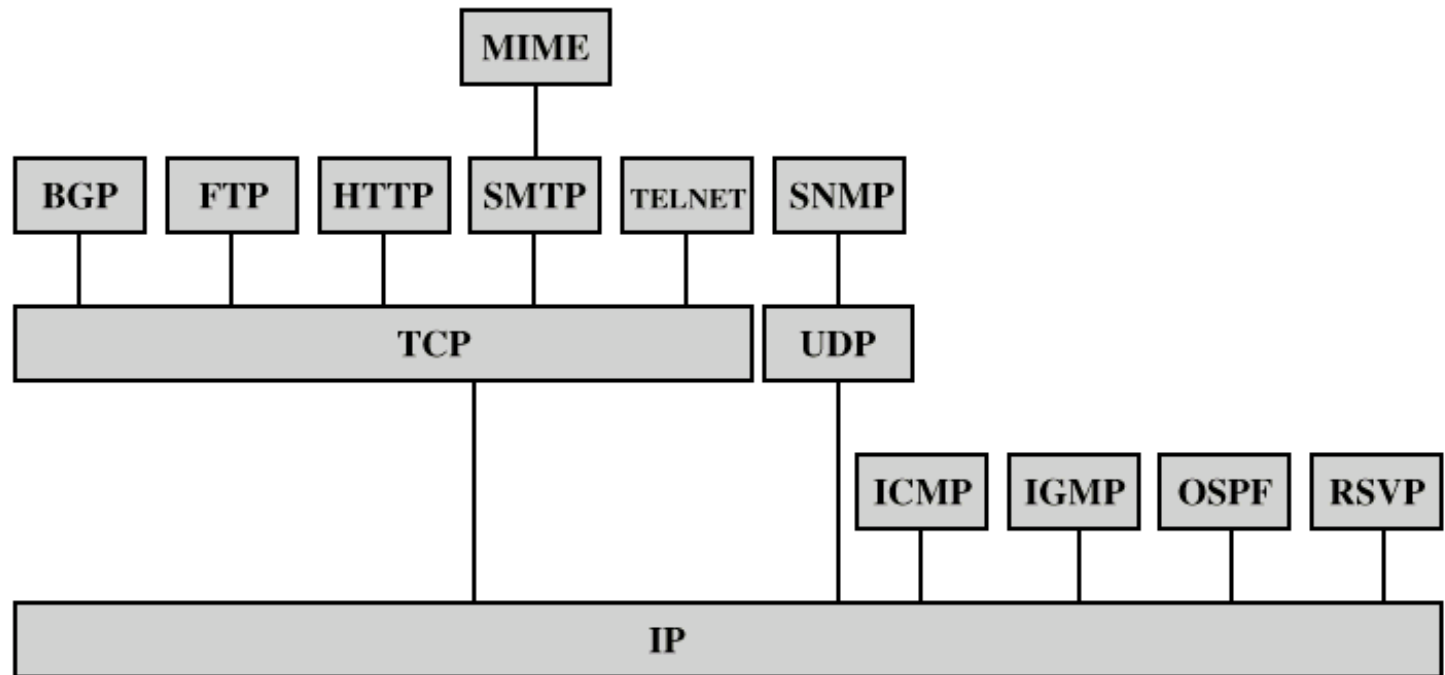 MIME
BGP FTP HTTP SMTP TELNET SNMP
TCP UDP
ICMP IGMP OSPF RSVP
IP